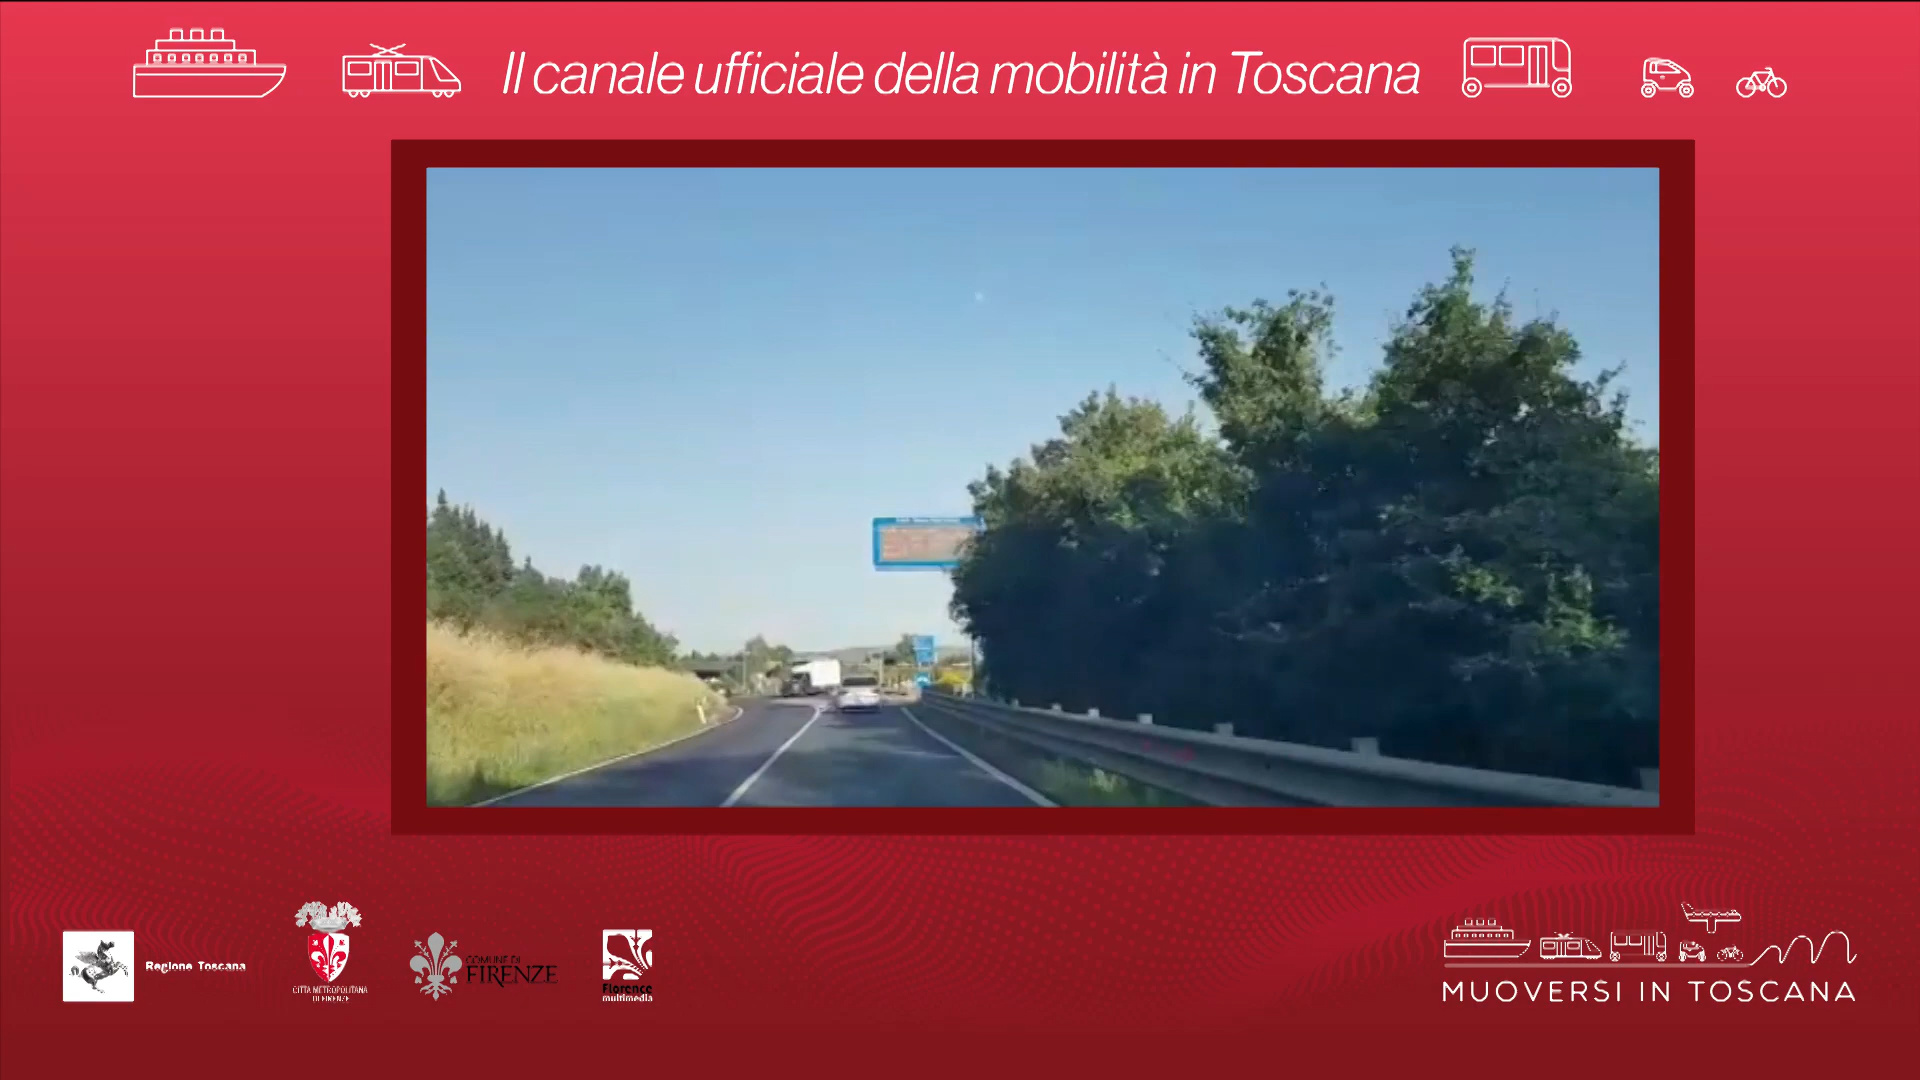 Il canale ufficiale della mobilità in Toscana
Regione Toscana
CITTÀ METROPOLITANA
DI FIRENZE
COMUNE DI
FIRENZE
Florence
multimedia
MUOVERSI IN TOSCANA